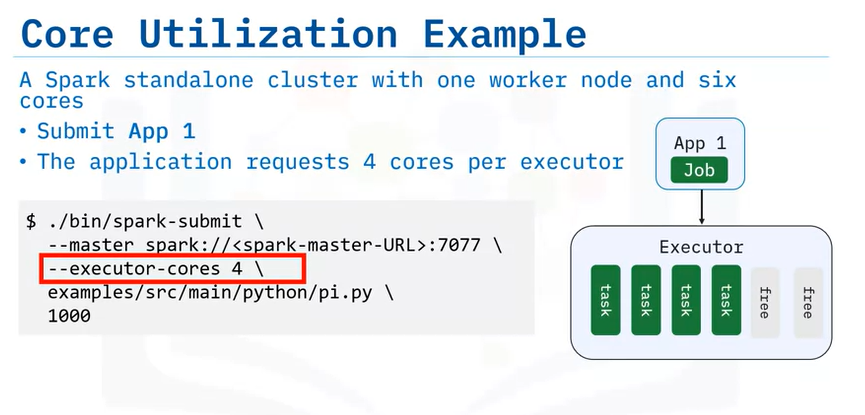 Core Utilization Example
A Spark standalone cluster with one worker node and six
cores
• Submit App 1
• The application requests 4 cores per executor
$ ./bin/spark-submit \
--master spark://<spark-master-URL>:7077 \
--executor-cores 4 \
examples/src/main/python/pi.py \
1000
App 1
Job
Executor
task
task
task
task
free
free